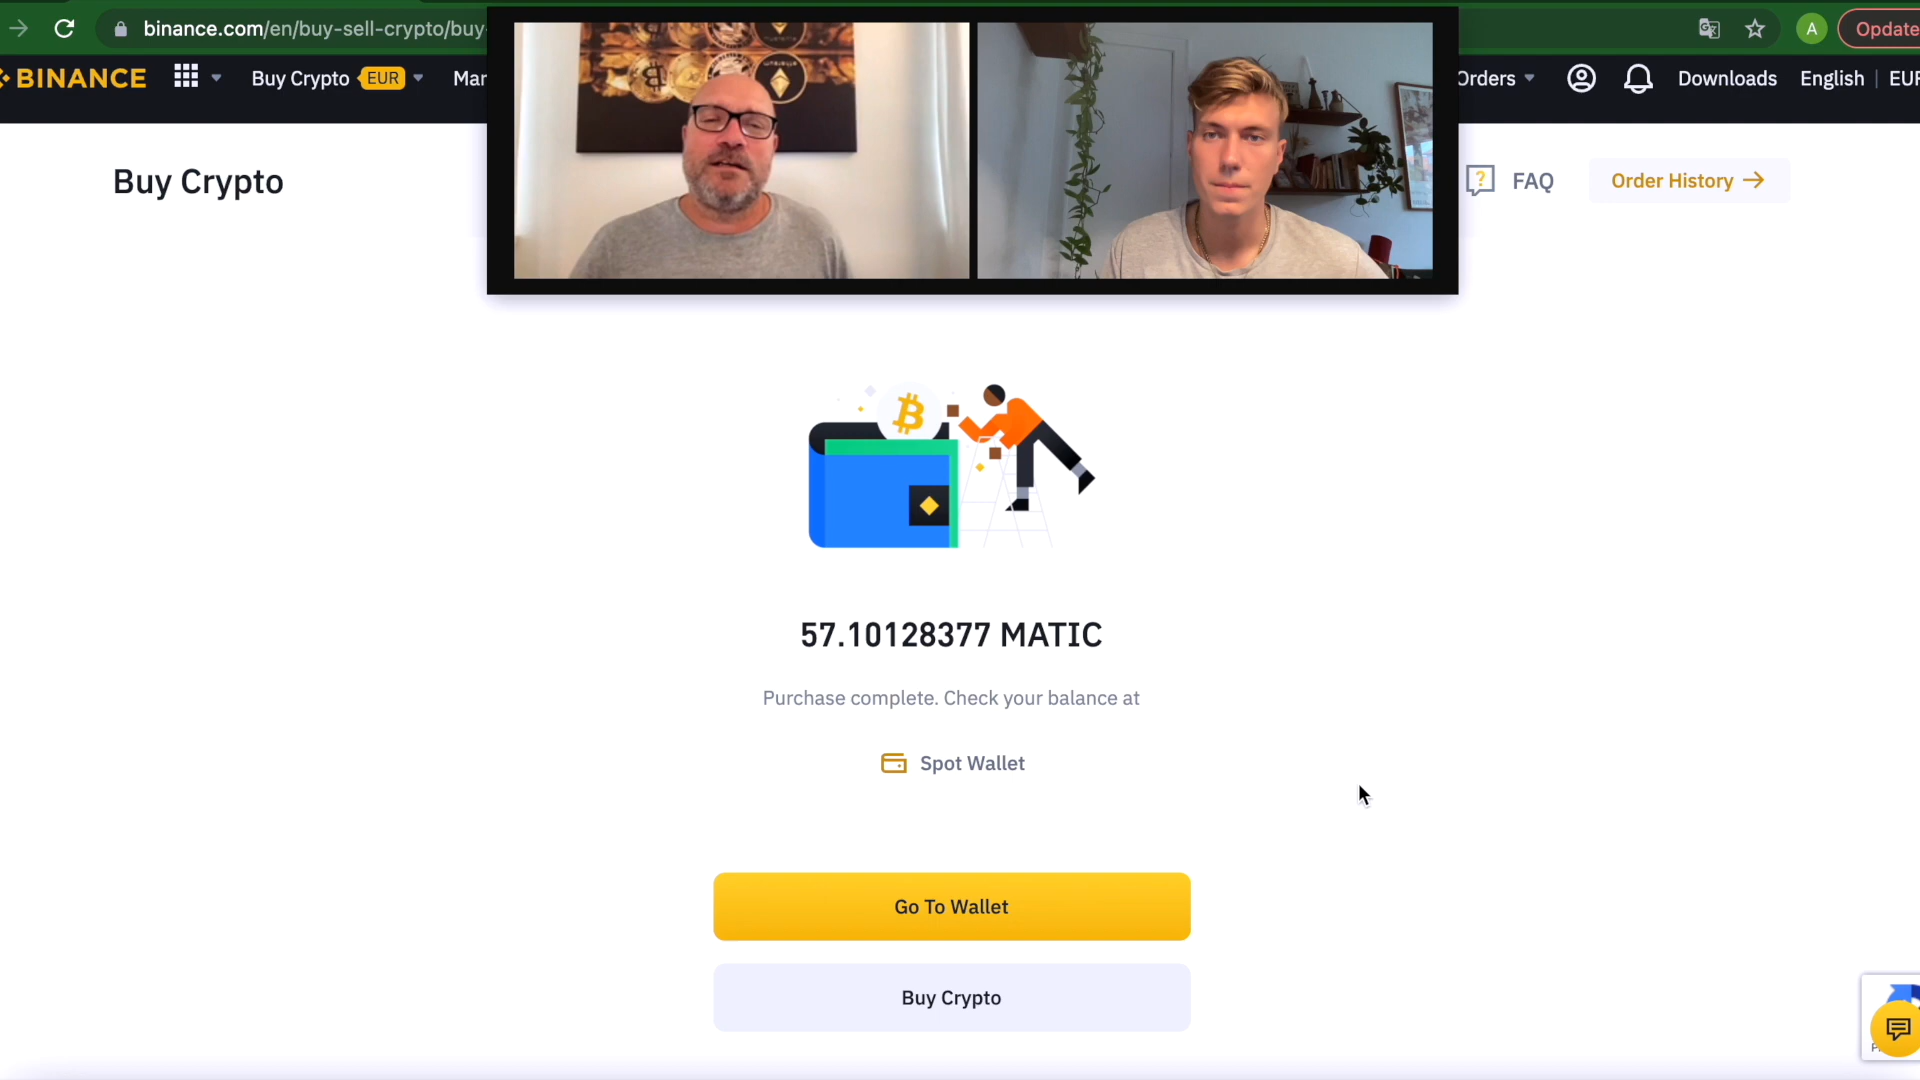 binance.com/en/buy-sell-crypto/buy-
A
Update
BINANCE
Buy Crypto EUR
Mar
Orders
Downloads
English | EUR
Buy Crypto
? FAQ
Order History
57.10128377 MATIC
Purchase complete. Check your balance at
Spot Wallet
Go To Wallet
Buy Crypto